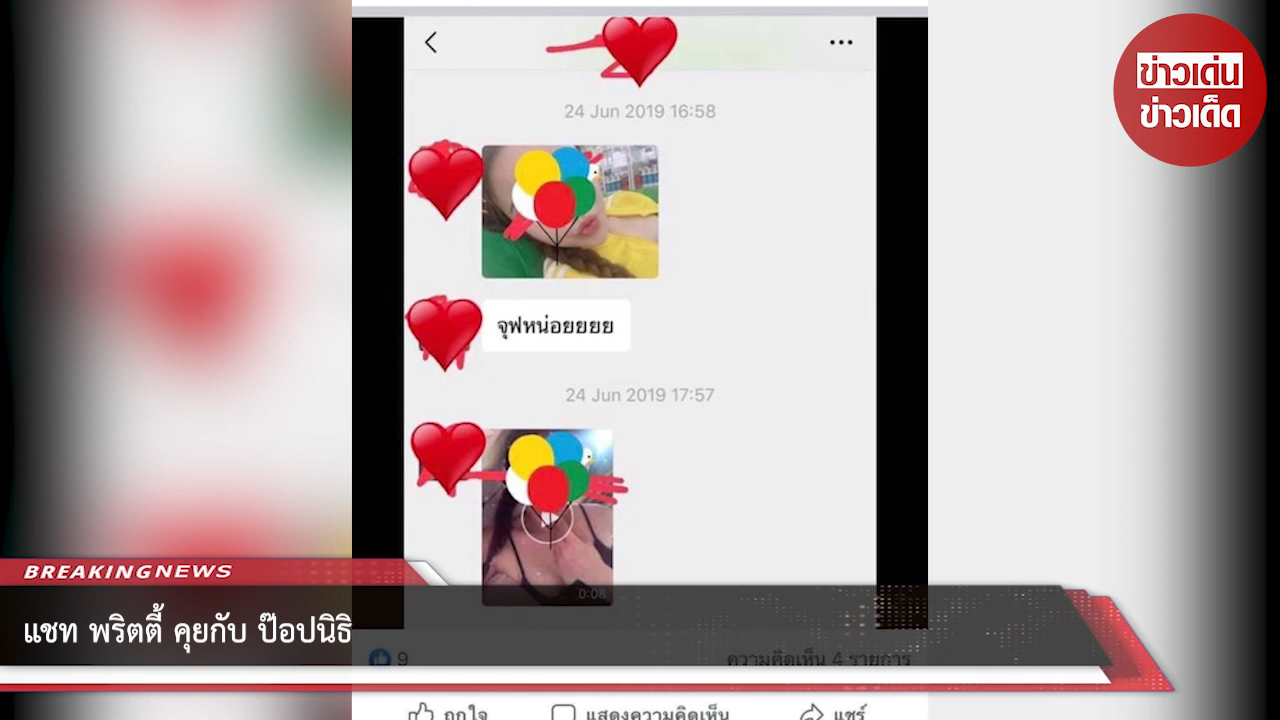 ข่าวเด่น
ข่าวเด็ด
24 Jun 2019 16:58
จุฟหน่อยยยย
24 Jun 2019 17:57
0:08
BREAKINGNEWS
แชท พริตตี้ คุยกับ ป๊อปนิธิ
9
ความคิดเห็น 4 รายการ
ถูกใจ
แสดงความคิดเห็น
แชร์